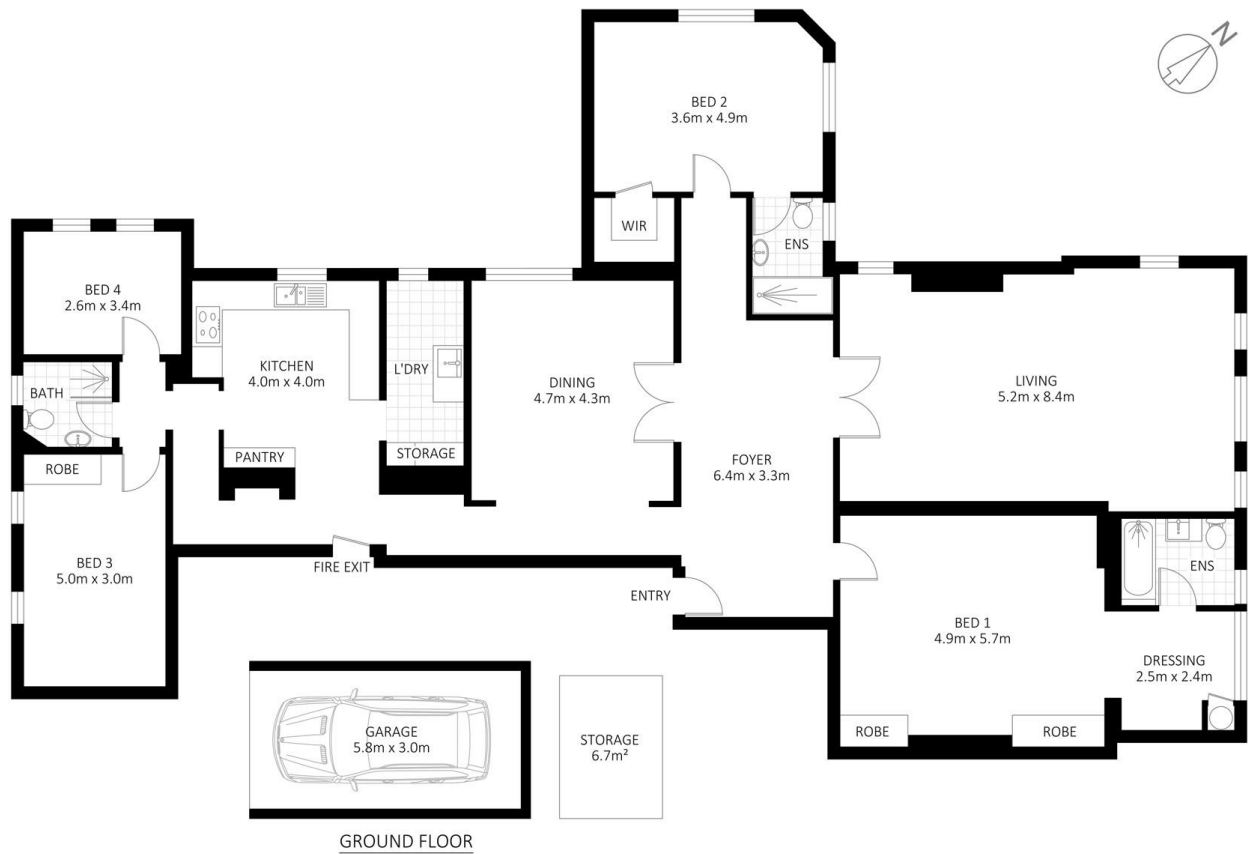 N
BED 2
3.6m x 4.9m
WIR
ENS
BED 4
2.6m x 3.4m
KITCHEN
4.0m x 4.0m
L'DRY
DINING
4.7m x 4.3m
LIVING
5.2m x 8.4m
BATH
PANTRY
STORAGE
FOYER
6.4m x 3.3m
ROBE
BED 3
5.0m x 3.0m
FIRE EXIT
ENTRY
ENS
BED 1
4.9m x 5.7m
DRESSING
2.5m x 2.4m
ROBE
ROBE
GARAGE
5.8m x 3.0m
STORAGE
6.7m²
GROUND FLOOR